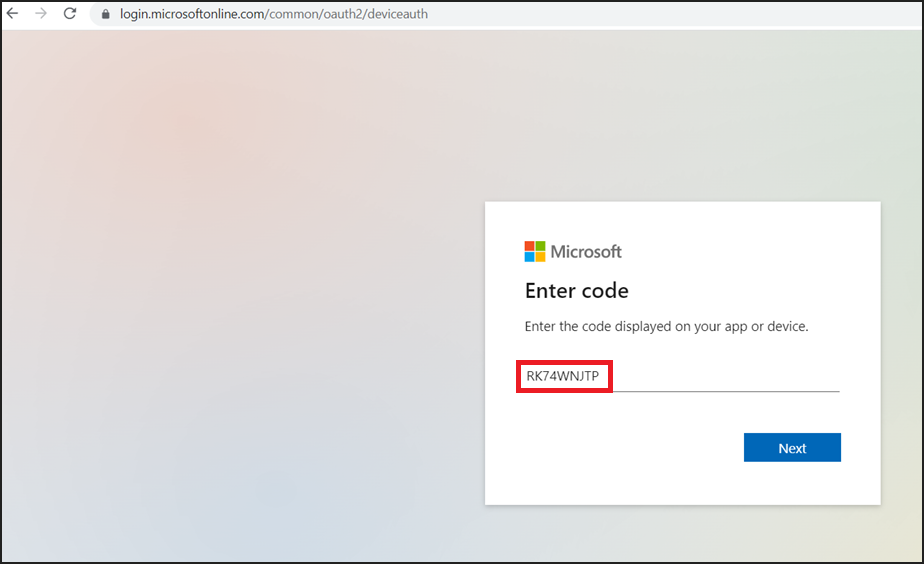 login.microsoftonline.com/common/oauth2/deviceauth
Microsoft
Enter code
Enter the code displayed on your app or device.
RK74WNJTP
Next